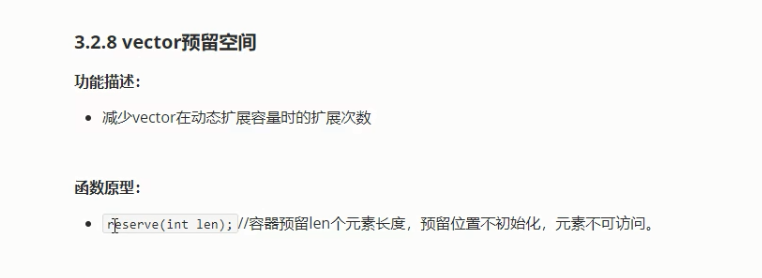 3.2.8 vector预留空间
功能描述：
减少vector在动态扩展容量时的扩展次数
函数原型：
reserve(int len); //容器预留len个元素长度，预留位置不初始化，元素不可访问。